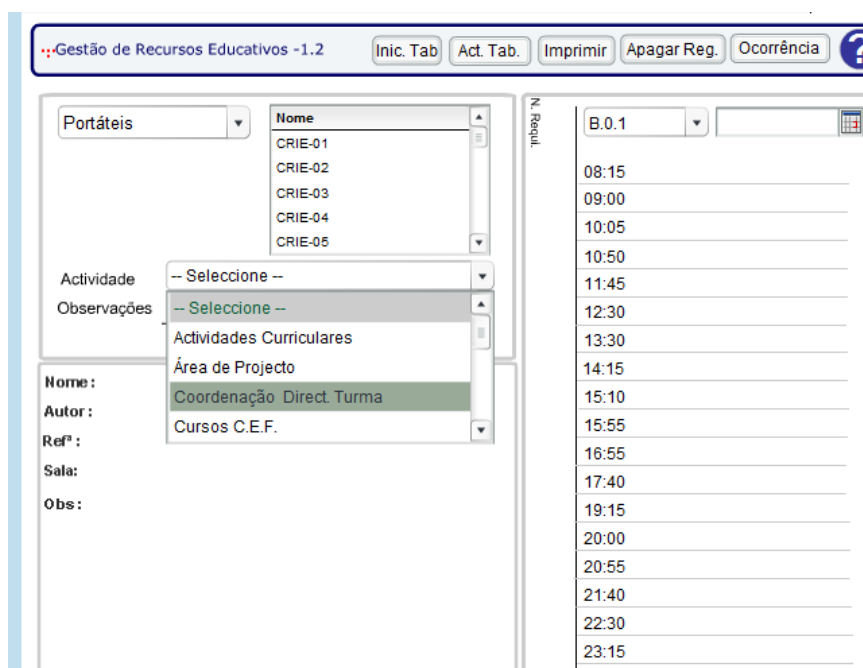 Gestão de Recursos Educativos -1.2
Inic. Tab
Act. Tab.
Imprimir
Apagar Reg.
Ocorrência
?
Portáteis
Nome
CRIE-01
CRIE-02
CRIE-03
CRIE-04
CRIE-05
Actividade
-- Seleccione --
Observações
-- Seleccione --
Actividades Curriculares
Área de Projecto
Coordenação Direct. Turma
Cursos C.E.F.
Nome:
Autor:
Refª:
Sala:
Obs:
N. Requi.
B.0.1
08:15
09:00
10:05
10:50
11:45
12:30
13:30
14:15
15:10
15:55
16:55
17:40
19:15
20:00
20:55
21:40
22:30
23:15